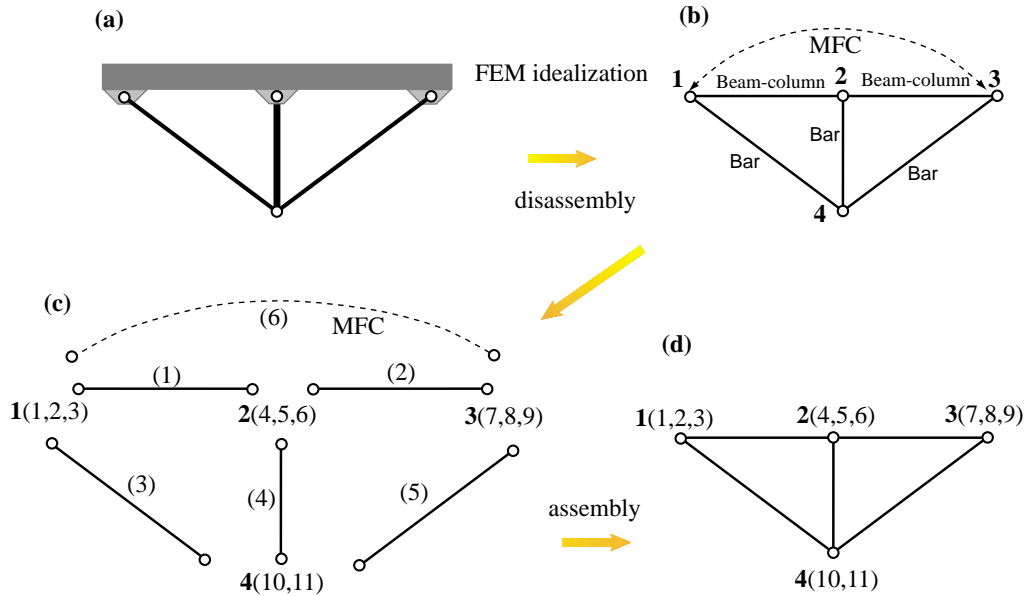 (a)
FEM idealization
disassembly
(b)
MFC
1
Beam-column
2
Beam-column
3
Bar
Bar
Bar
4
(c)
(6)
MFC
(1)
(2)
1(1,2,3)
2(4,5,6)
3(7,8,9)
(3)
(4)
(5)
4(10,11)
assembly
(d)
1(1,2,3)
2(4,5,6)
3(7,8,9)
4(10,11)